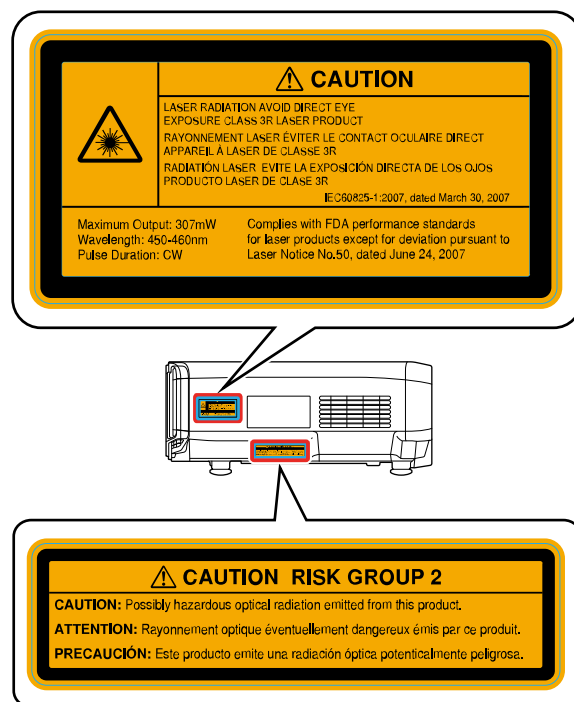 CAUTION
LASER RADIATION AVOID DIRECT EYE
EXPOSURE CLASS 3R LASER PRODUCT
RAYONNEMENT LASER ÉVITER LE CONTACT OCULAIRE DIRECT
APPAREIL À LASER DE CLASSE 3R
RADIATIÓN LASER EVITE LA EXPOSICIÓN DIRECTA DE LOS OJOS
PRODUCTO LASER DE CLASE 3R
IEC60825-1:2007, dated March 30, 2007
Maximum Output: 307mW
Wavelength: 450-460nm
Pulse Duration: CW
Complies with FDA performance standards
for laser products except for deviation pursuant to
Laser Notice No.50, dated June 24, 2007
CAUTION RISK GROUP 2
CAUTION: Possibly hazardous optical radiation emitted from this product.
ATTENTION: Rayonnement optique éventuellement dangereux émis par ce produit.
PRECAUCIÓN: Este producto emite una radiación óptica potencialmente peligrosa.